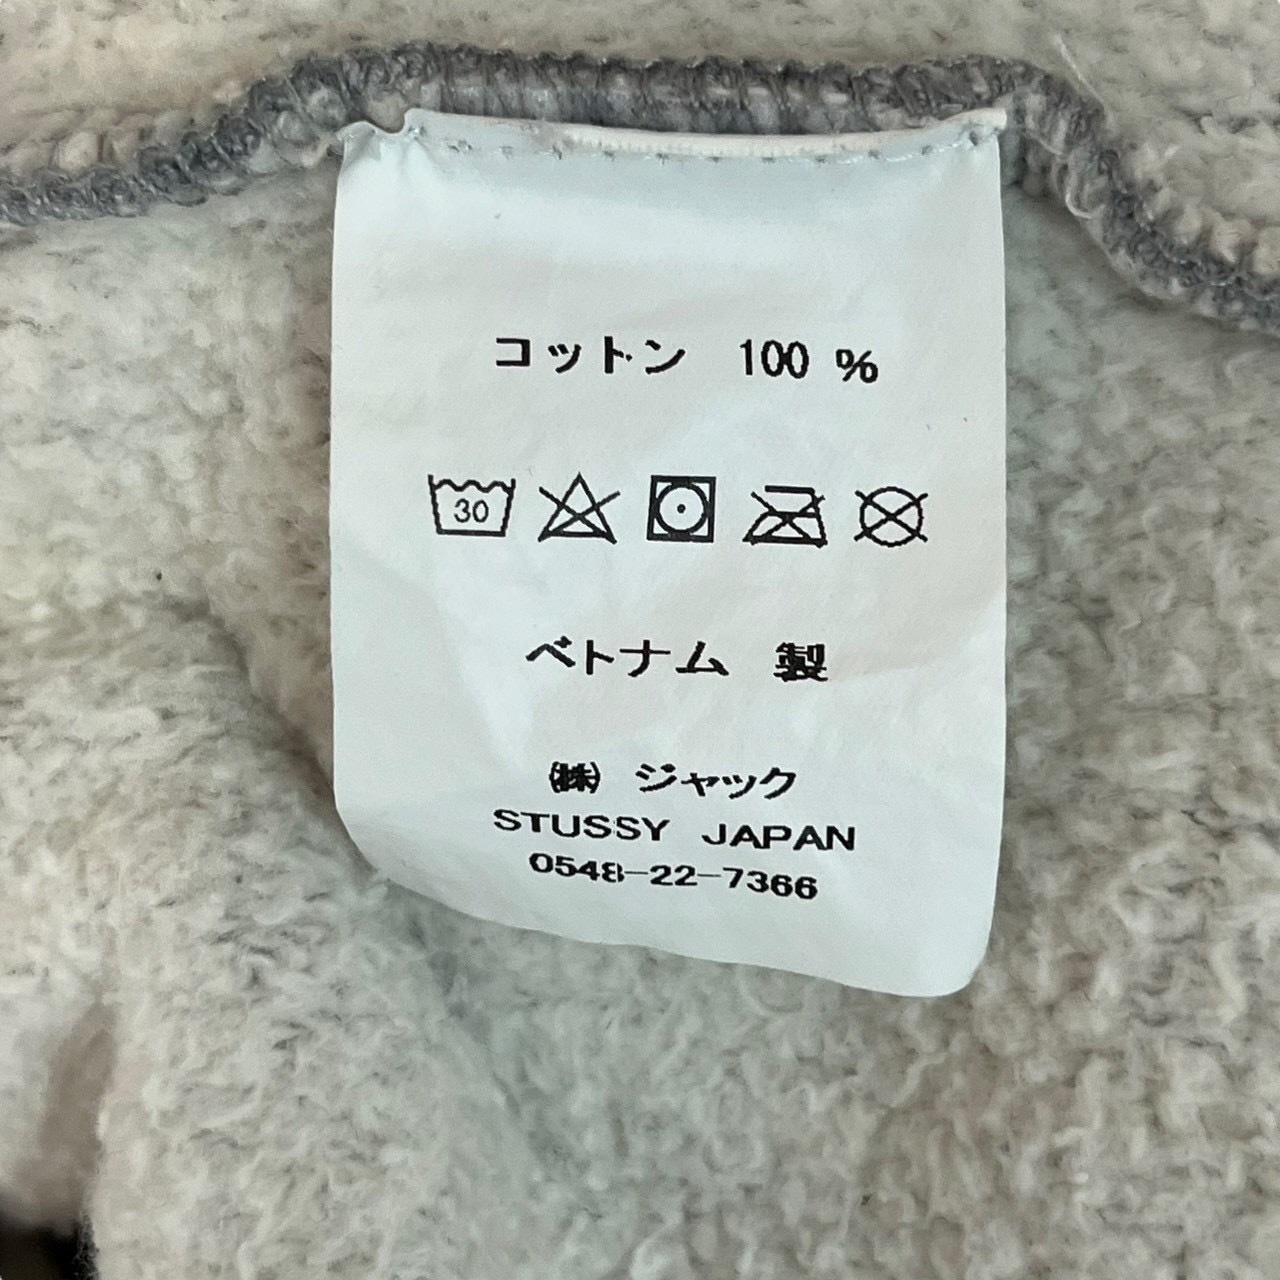 コットン 100 %
30
ベトナム 製
㈱ ジャック
STUSSY JAPAN
0548-22-7366